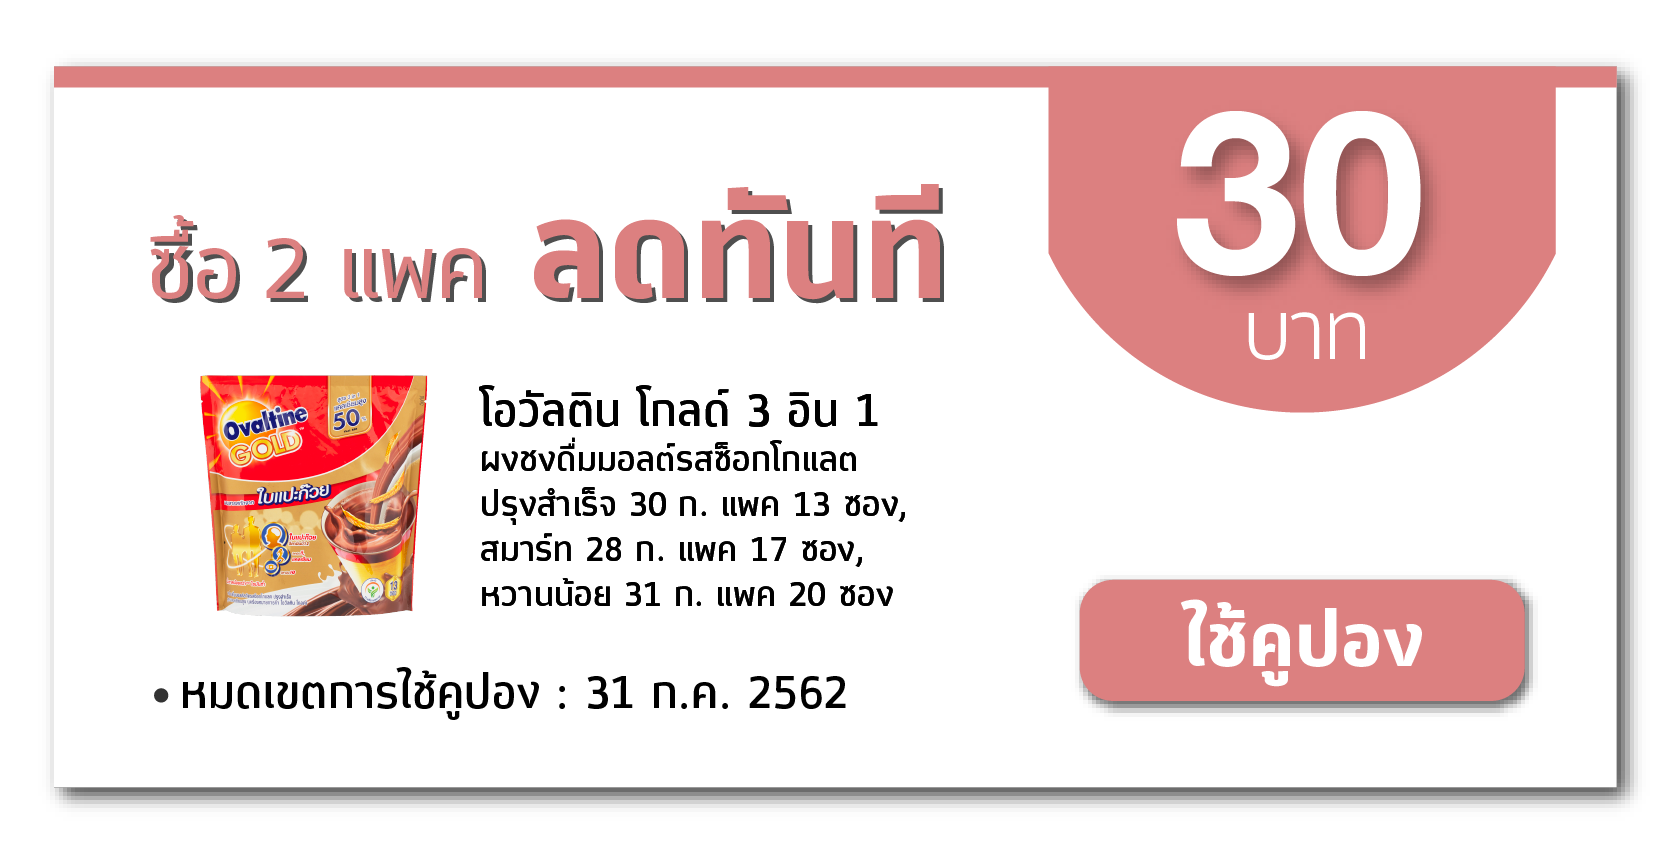 30
บาท
ซื้อ 2 แพค ลดทันที
Ovaltine
GOLD
50
ใบแปะก๊วย
โอวัลติน โกลด์ 3 อิน 1
ผงชงดื่มมอลต์รสช็อกโกแลต
ปรุงสำเร็จ 30 ก. แพค 13 ซอง,
สมาร์ท 28 ก. แพค 17 ซอง,
หวานน้อย 31 ก. แพค 20 ซอง
ใช้คูปอง
• หมดเขตการใช้คูปอง : 31 ก.ค. 2562